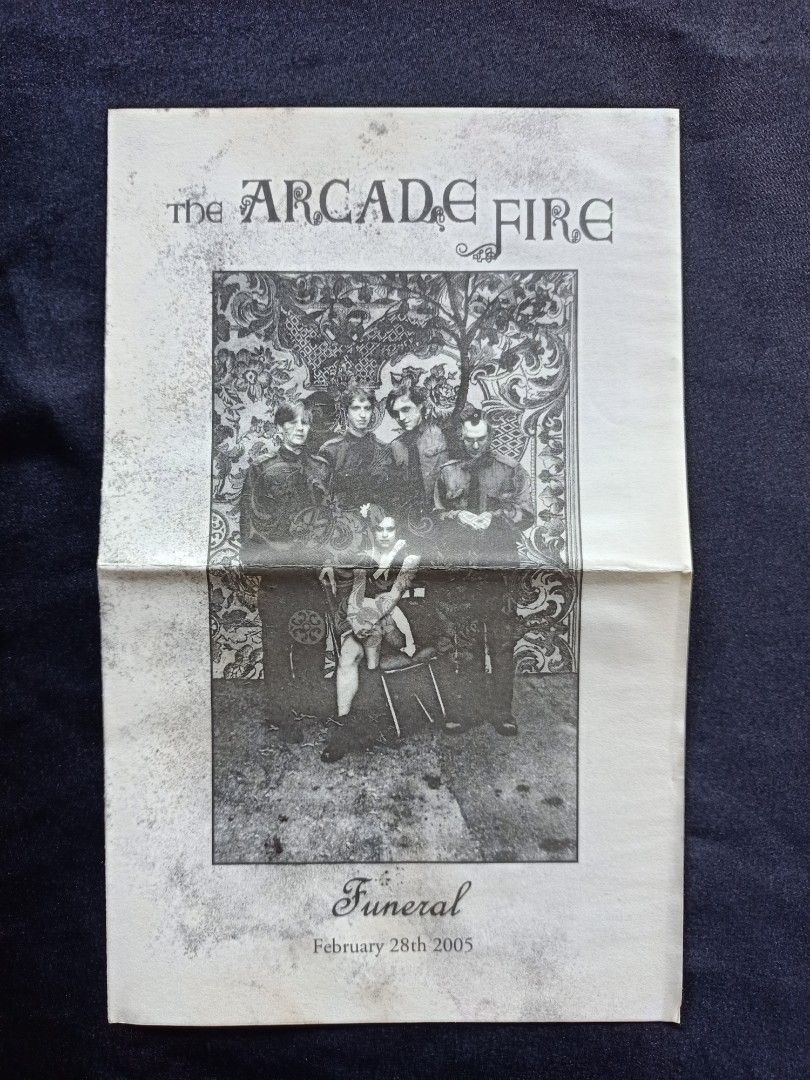 THE ARCADE FIRE
Funeral
February 28th 2005